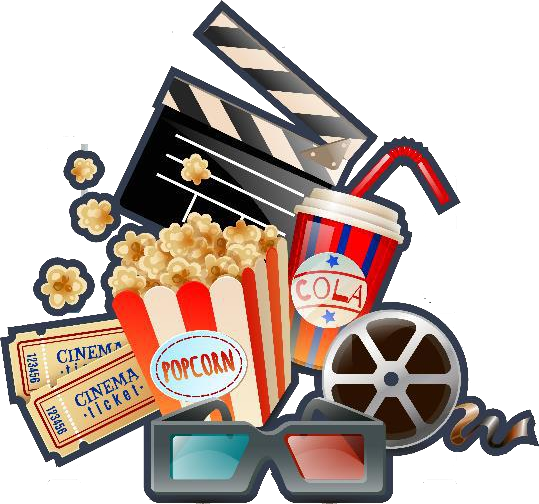 COLA
POPCORN
CINEMA
·ticket·
123456
CINEMA
·ticket·
123456